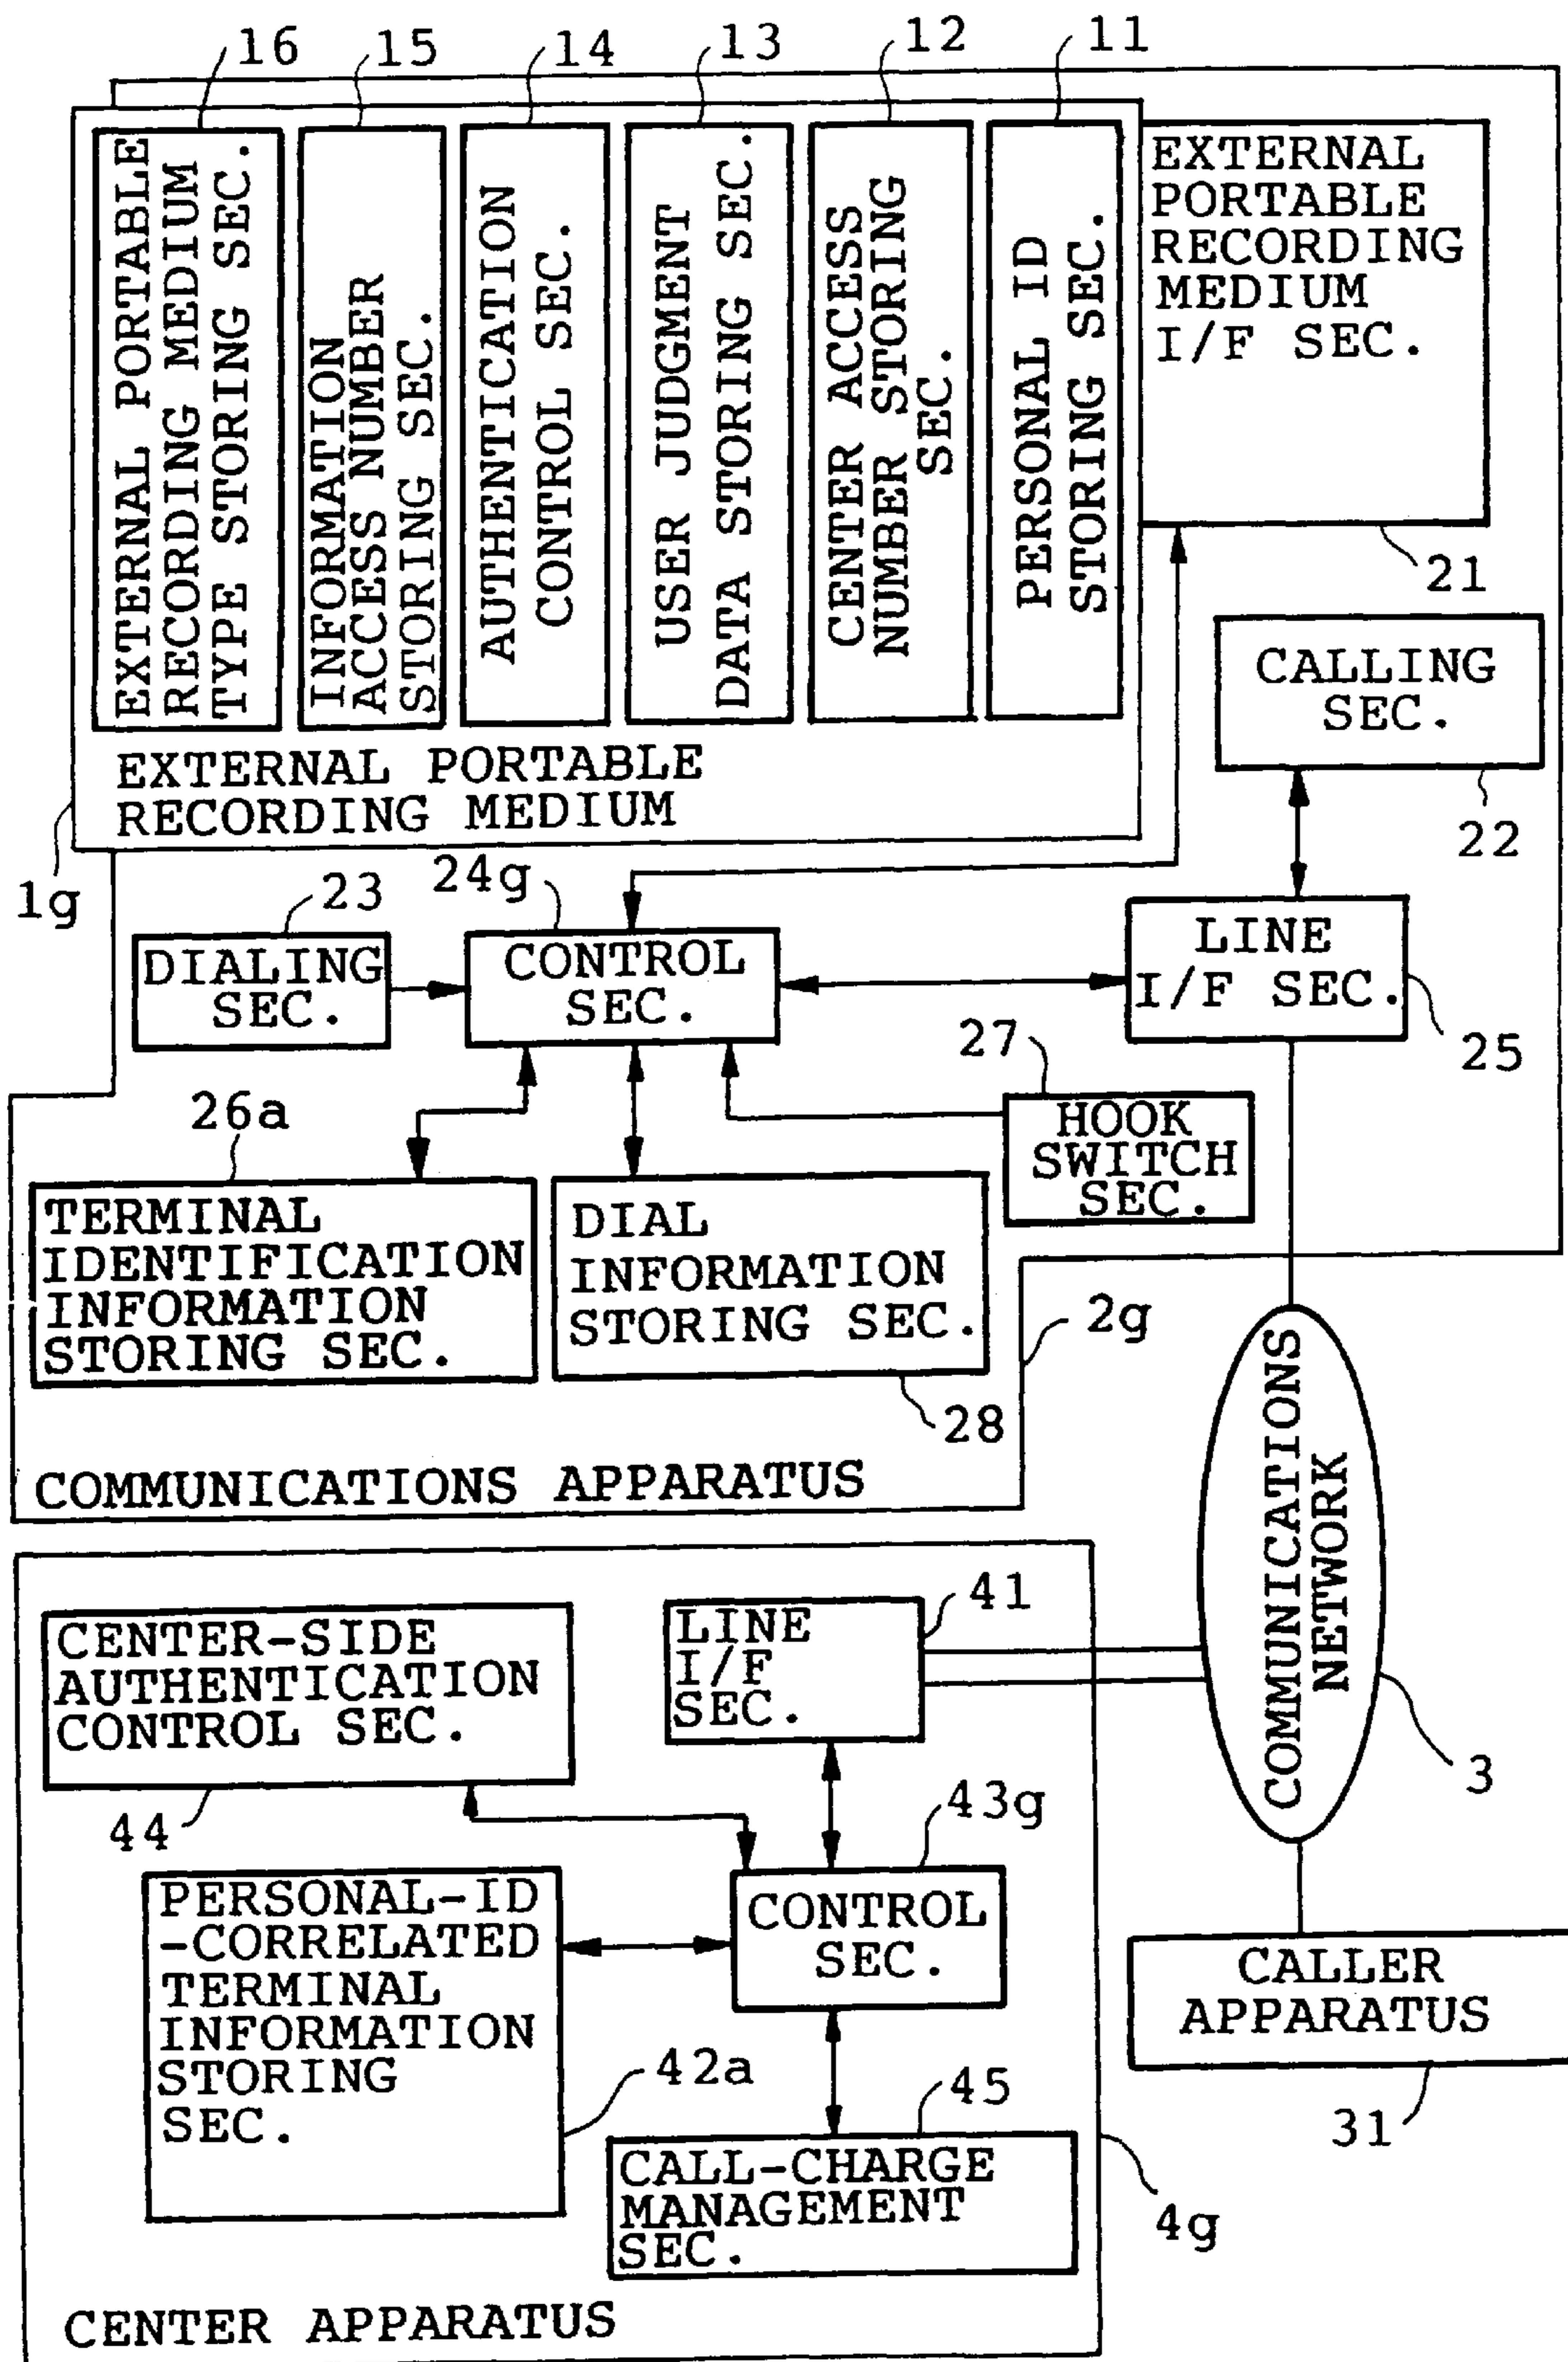 16
15
14
13
12
11
EXTERNAL PORTABLE
RECORDING MEDIUM
TYPE STORING SEC.
INFORMATION
ACCESS NUMBER
STORING SEC.
AUTHENTICATION
CONTROL SEC.
USER JUDGMENT
DATA STORING SEC.
CENTER ACCESS
NUMBER STORING
SEC.
PERSONAL ID
STORING SEC.
EXTERNAL
PORTABLE
RECORDING
MEDIUM
I/F SEC.
21
EXTERNAL PORTABLE
RECORDING MEDIUM
1g
CALLING
SEC.
22
23
DIALING
SEC.
24g
CONTROL
SEC.
LINE
I/F SEC.
25
27
HOOK
SWITCH
SEC.
26a
TERMINAL
IDENTIFICATION
INFORMATION
STORING SEC.
DIAL
INFORMATION
STORING SEC.
28
2g
COMMUNICATIONS APPARATUS
COMMUNICATIONS
NETWORK
3
CENTER-SIDE
AUTHENTICATION
CONTROL SEC.
44
LINE
I/F
SEC.
41
43g
CONTROL
SEC.
PERSONAL-ID
-CORRELATED
TERMINAL
INFORMATION
STORING
SEC.
42a
45
CALL-CHARGE
MANAGEMENT
SEC.
4g
CALLER
APPARATUS
31
CENTER APPARATUS